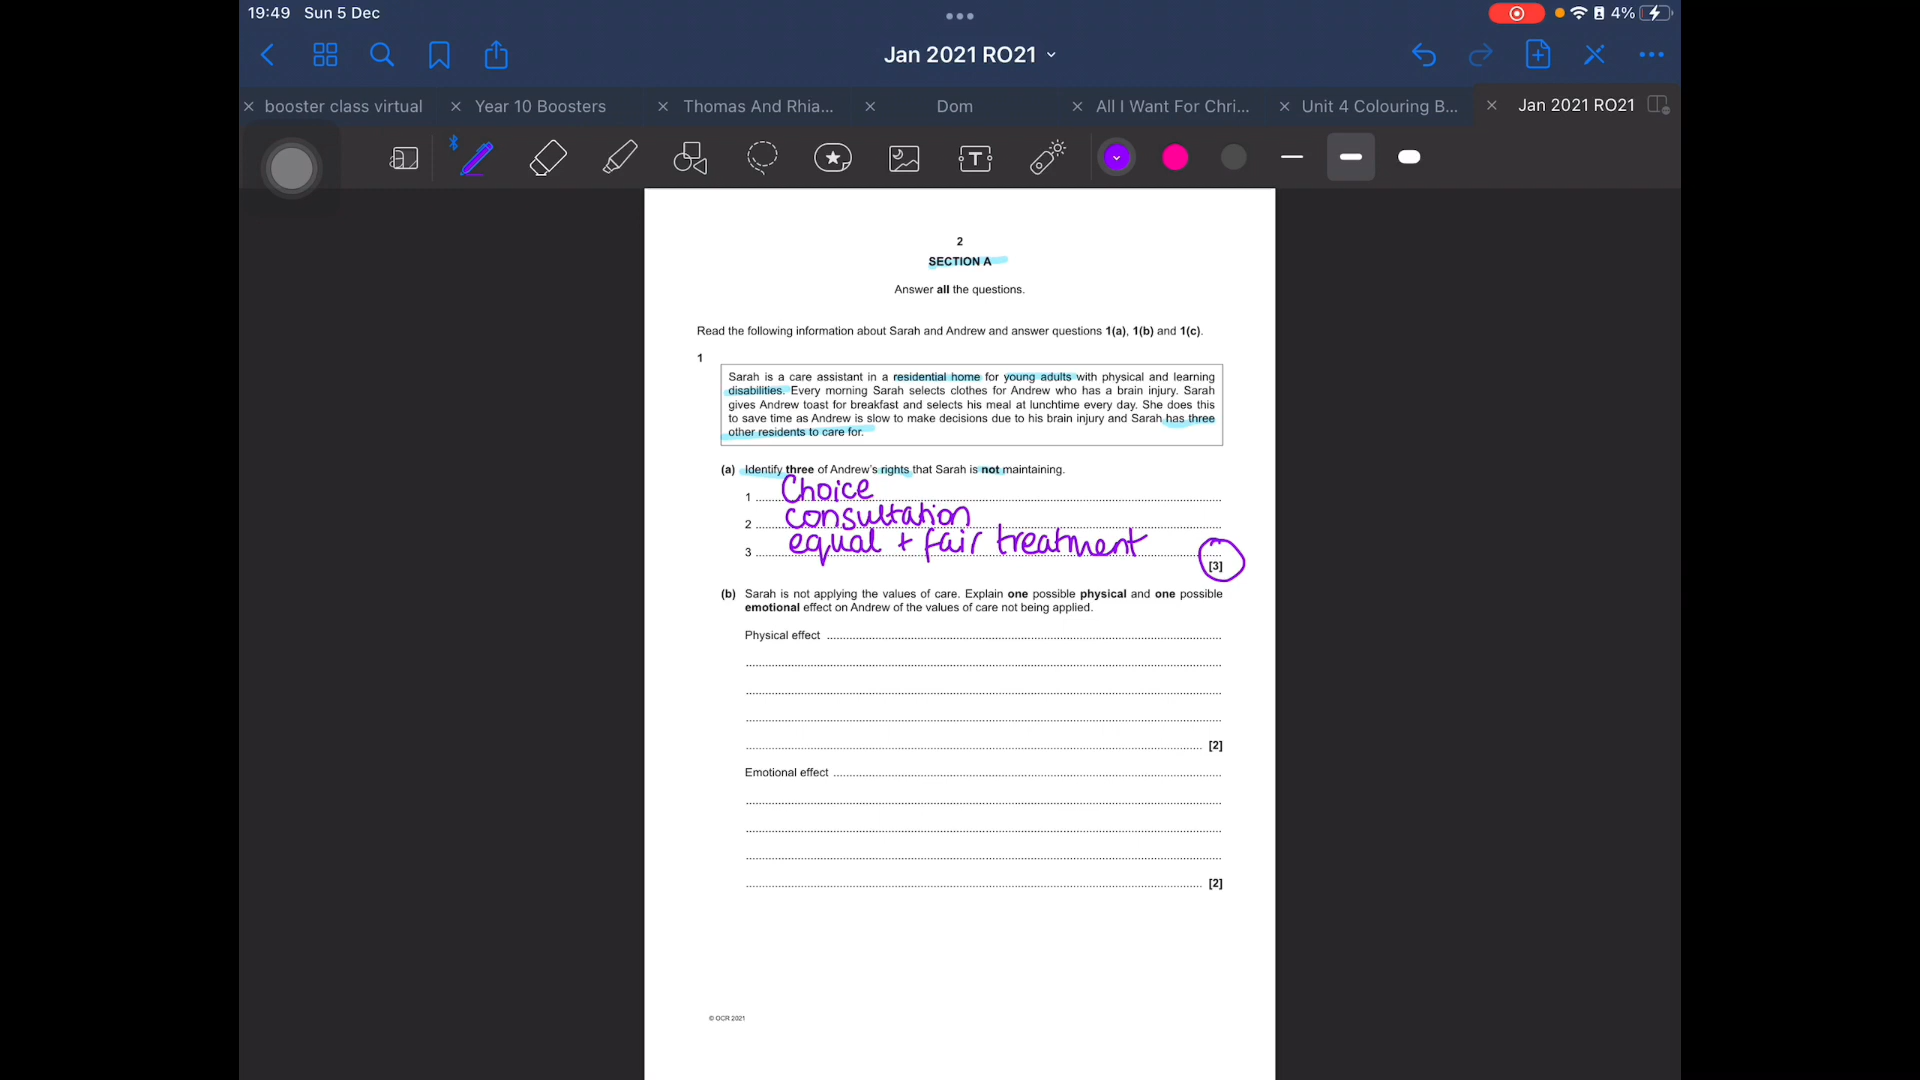 19:49 Sun 5 Dec
4%
Jan 2021 RO21
booster class virtual
Year 10 Boosters
Thomas And Rhia...
Dom
All I Want For Chri...
Unit 4 Colouring B...
Jan 2021 RO21
2
SECTION A
Answer all the questions.
Read the following information about Sarah and Andrew and answer questions 1(a), 1(b) and 1(c).
1
Sarah is a care assistant in a residential home for young adults with physical and learning
disabilities. Every morning Sarah selects clothes for Andrew who has a brain injury. Sarah
gives Andrew toast for breakfast and selects his meal at lunchtime every day. She does this
to save time as Andrew is slow to make decisions due to his brain injury and Sarah has three
other residents to care for.
(a) Identify three of Andrew's rights that Sarah is not maintaining.
1 Choice
2 consultation
3 equal + fair treatment
[3]
(b) Sarah is not applying the values of care. Explain one possible physical and one possible
emotional effect on Andrew of the values of care not being applied.
Physical effect
[2]
Emotional effect
[2]
© OCR 2021